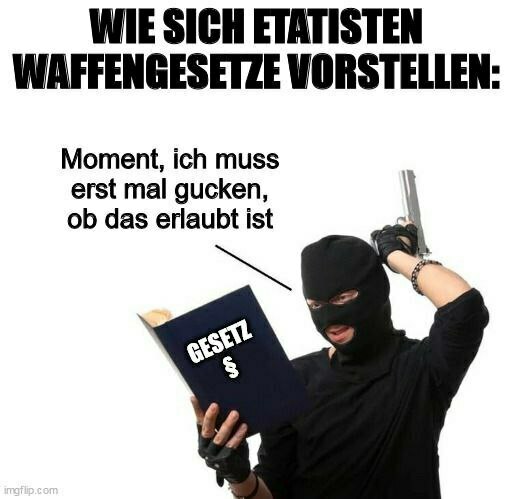 WIE SICH ETATISTEN
WAFFENGESETZE VORSTELLEN:
Moment, ich muss
erst mal gucken,
ob das erlaubt ist
GESETZ
§
imgflip.com